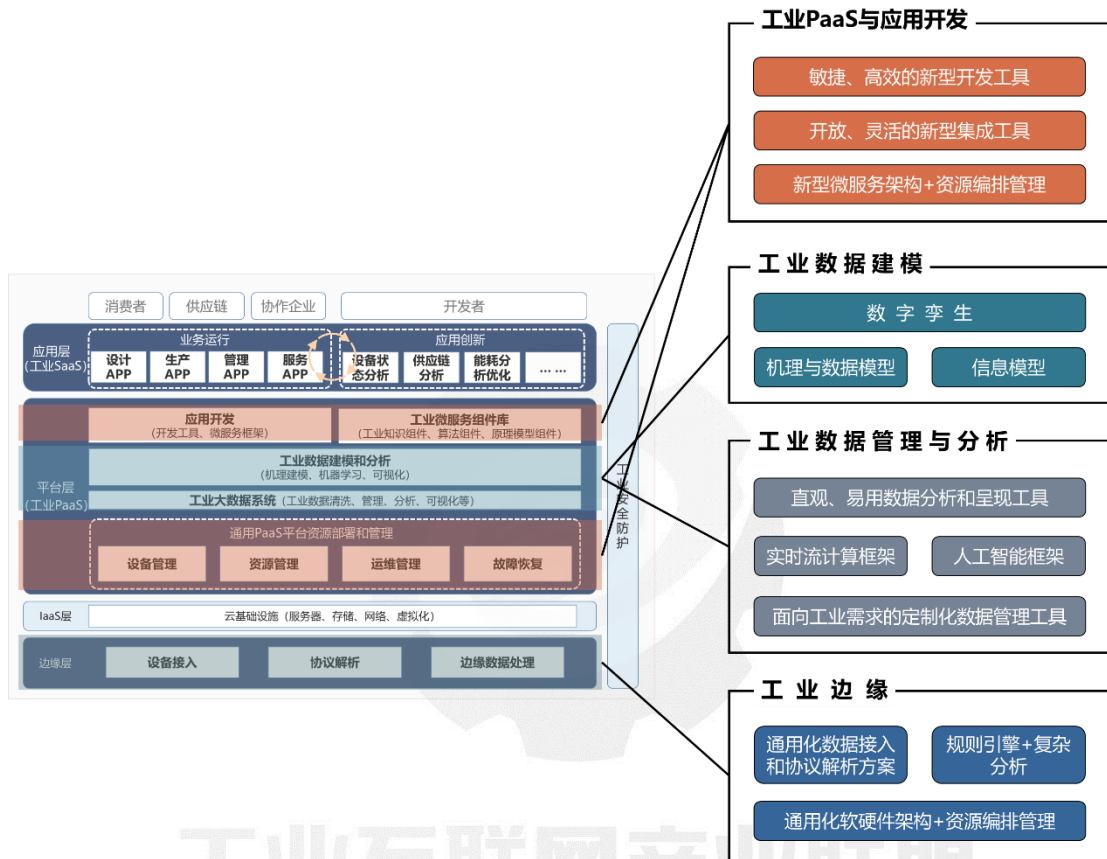 工业PaaS与应用开发
敏捷、高效的新型开发工具
开放、灵活的新型集成工具
新型微服务架构+资源编排管理
工业数据建模
数字孪生
机理与数据模型
信息模型
工业数据管理与分析
直观、易用数据分析和呈现工具
实时流计算框架
人工智能框架
面向工业需求的定制化数据管理工具
工业边缘
通用化数据接入
和协议解析方案
规则引擎+复杂
分析
通用化软硬件架构+资源编排管理
消费者
供应链
协作企业
开发者
应用层
(工业SaaS)
业务运行
设计
APP
生产
APP
管理
APP
服务
APP
应用创新
设备状
态分析
供应链
分析
能耗分
析优化
... ...
平台层
(工业PaaS)
应用开发
(开发工具、微服务框架)
工业微服务组件库
(工业知识组件、算法组件、原理模型组件)
工业数据建模和分析
(机理建模、机器学习、可视化)
工业大数据系统（工业数据清洗、管理、分析、可视化等）
通用PaaS平台资源部署和管理
设备管理
资源管理
运维管理
故障恢复
IaaS层
云基础设施（服务器、存储、网络、虚拟化）
边缘层
设备接入
协议解析
边缘数据处理
工业安全防护
工业互联网产业联盟